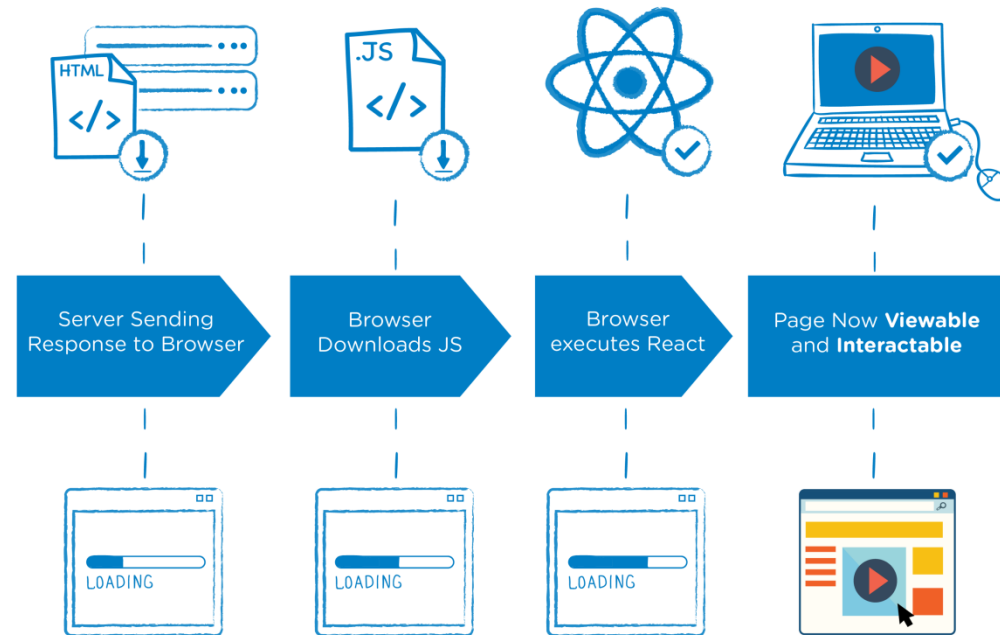 HTML
</>
.JS
</>
Server Sending
Response to Browser
Browser
Downloads JS
Browser
executes React
Page Now Viewable
and Interactable
LOADING
LOADING
LOADING